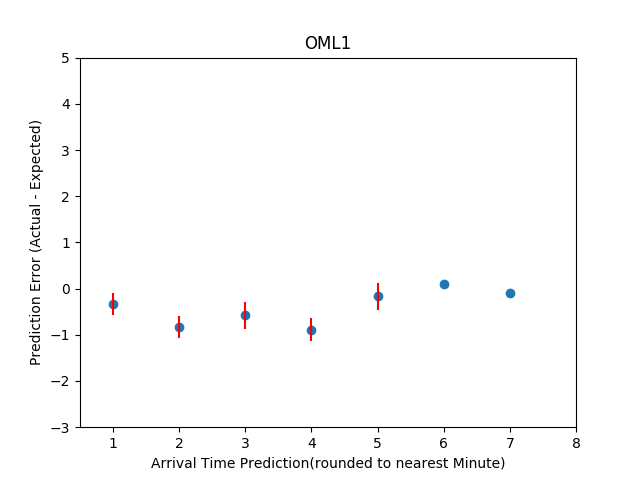 OML1
5
4
3
2
1
0
−1
−2
−3
Prediction Error (Actual - Expected)
1 2 3 4 5 6 7 8
Arrival Time Prediction(rounded to nearest Minute)